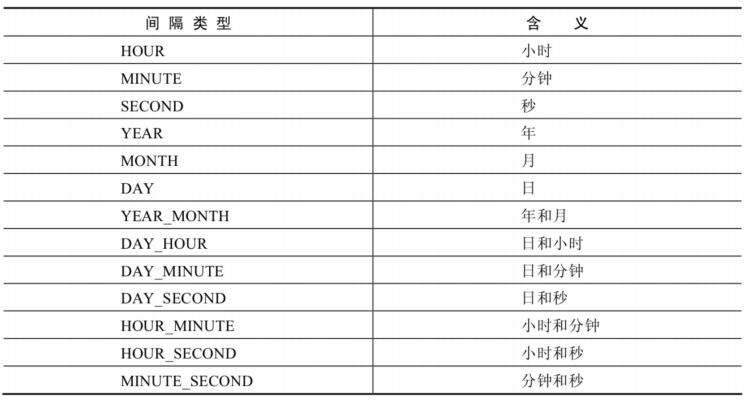 间隔类型 含义
HOUR 小时
MINUTE 分钟
SECOND 秒
YEAR 年
MONTH 月
DAY 日
YEAR_MONTH 年和月
DAY_HOUR 日和小时
DAY_MINUTE 日和分钟
DAY_SECOND 日和秒
HOUR_MINUTE 小时和分钟
HOUR_SECOND 小时和秒
MINUTE_SECOND 分钟和秒